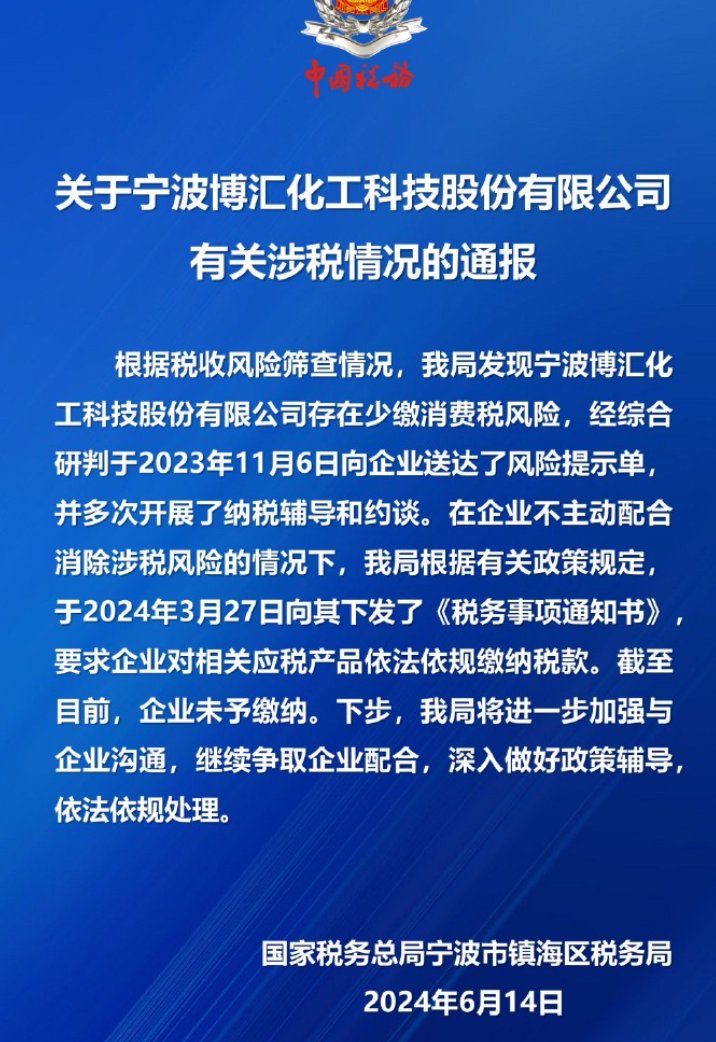 中国税务
关于宁波博汇化工科技股份有限公司
有关涉税情况的通报
根据税收风险筛查情况，我局发现宁波博汇化
工科技股份有限公司存在少缴消费税风险，经综合
研判于2023年11月6日向企业送达了风险提示单，
并多次开展了纳税辅导和约谈。在企业不主动配合
消除涉税风险的情况下，我局根据有关政策规定，
于2024年3月27日向其下发了《税务事项通知书》，
要求企业对相关应税产品依法依规缴纳税款。截至
目前，企业未予缴纳。下步，我局将进一步加强与
企业沟通，继续争取企业配合，深入做好政策辅导，
依法依规处理。
国家税务总局宁波市镇海区税务局
2024年6月14日